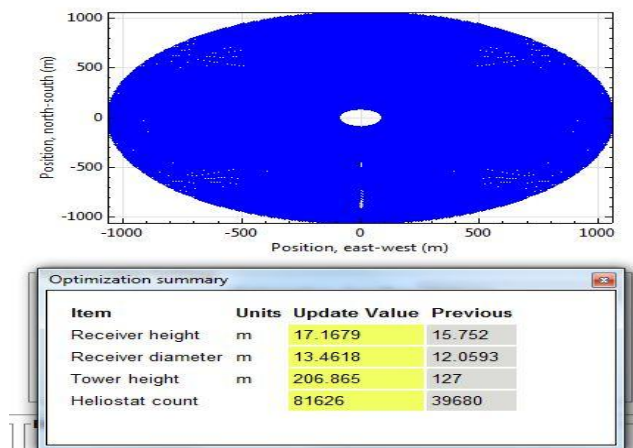 1000
500
0
-500
-1000
Position, north-south (m)
-1000 -500 0 500 1000
Position, east-west (m)
Optimization summary
Item Units Update Value Previous
Receiver height m 17.1679 15.752
Receiver diameter m 13.4618 12.0593
Tower height m 206.865 127
Heliostat count 81626 39680